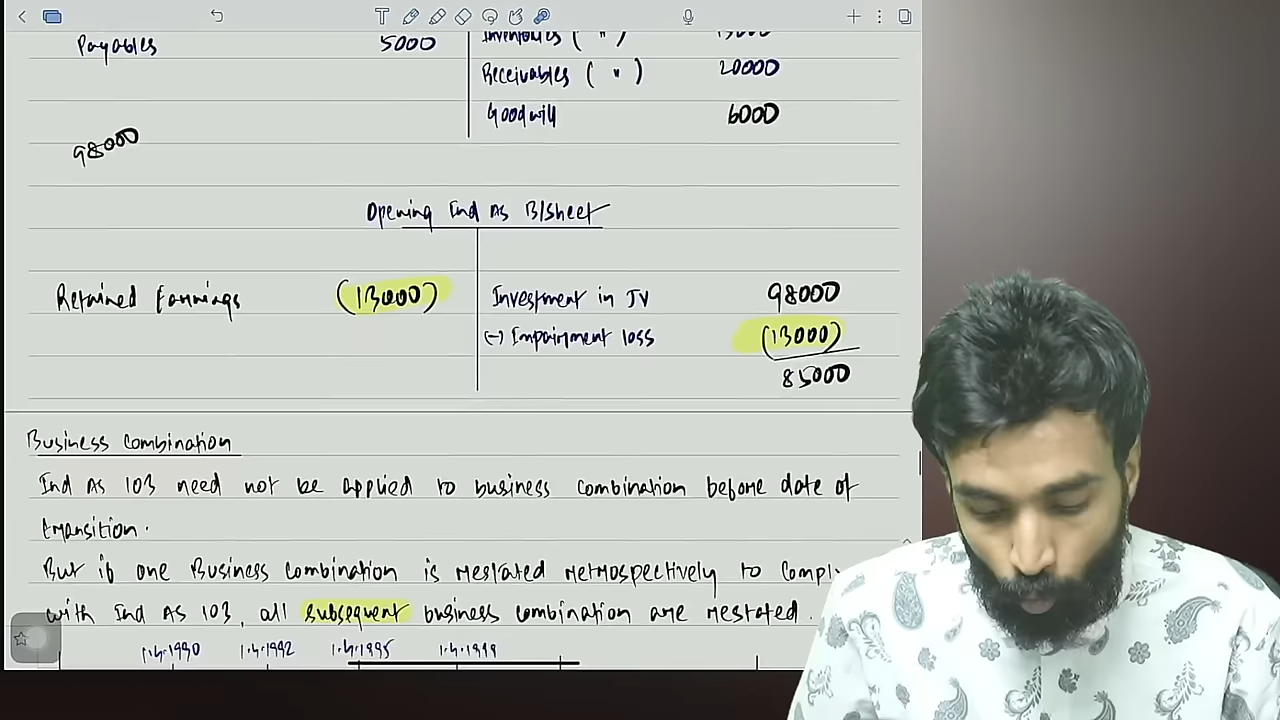 Payables 5000
Inventories ( " )
Receivables ( " ) 20000
Goodwill 6000
98000
Opening Ind AS B/Sheet
Retained Earnings (13000)
Investment in JV 98000
(-) Impairment loss (13000)
85000
Business Combination
Ind AS 103 need not be applied to business combination before date of
transition.
But if one Business Combination is restated retrospectively to
with Ind AS 103, all subsequent business combination are restated.
1.4.1990 1.4.1992 1.4.1995 1.4.1999